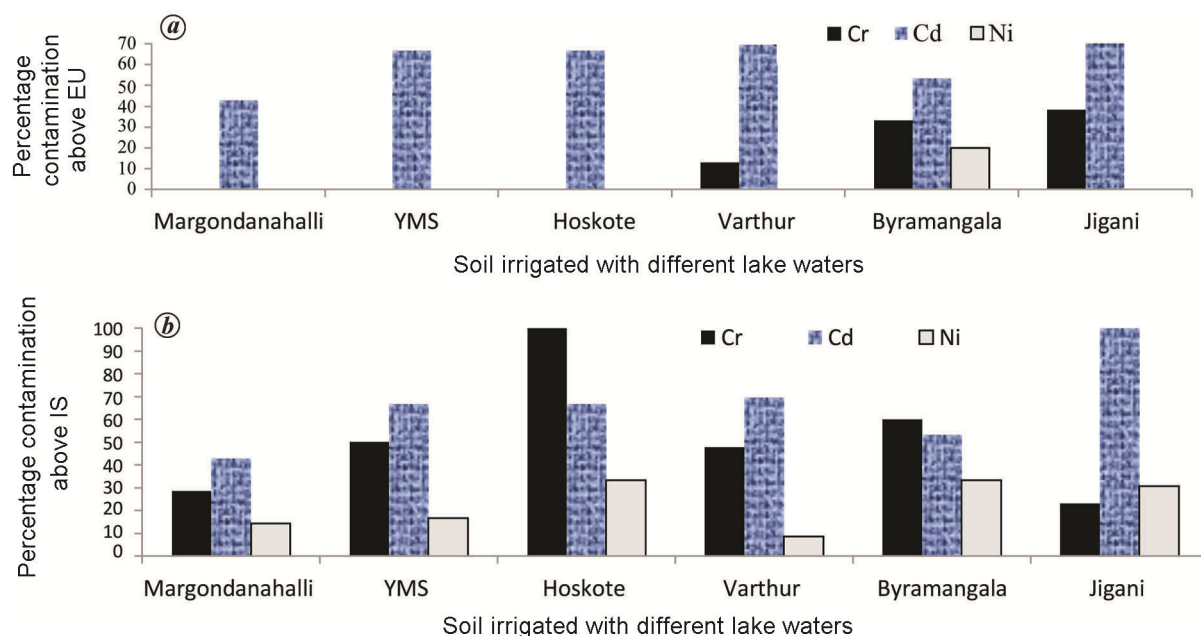 a
Cr Cd Ni
Percentage
contamination
above EU
70
60
50
40
30
20
10
0
Margondanahalli YMS Hoskote Varthur Byramangala Jigani
Soil irrigated with different lake waters
b
Cr Cd Ni
Percentage contamination
above IS
100
90
80
70
60
50
40
30
20
10
0
Margondanahalli YMS Hoskote Varthur Byramangala Jigani
Soil irrigated with different lake waters